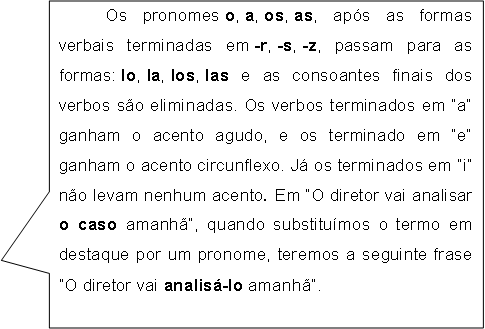 Os pronomes o, a, os, as, após as formas
verbais terminadas em -r, -s, -z, passam para as
formas: lo, la, los, las e as consoantes finais dos
verbos são eliminadas. Os verbos terminados em "a"
ganham o acento agudo, e os terminado em "e"
ganham o acento circunflexo. Já os terminados em "i"
não levam nenhum acento. Em "O diretor vai analisar
o caso amanhã", quando substituímos o termo em
destaque por um pronome, teremos a seguinte frase
"O diretor vai analisá-lo amanhã".